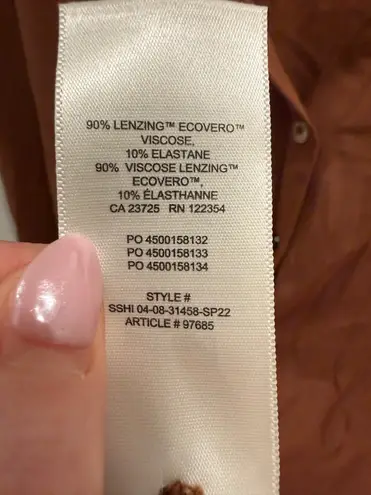 90% LENZING™ ECOVERO™
VISCOSE,
10% ELASTANE
90% VISCOSE LENZING™
ECOVERO™,
10% ÉLASTHANNE
CA 23725 RN 122354
PO 4500158132
PO 4500158133
PO 4500158134
STYLE #
SSHI 04-08-31458-SP22
ARTICLE # 97685